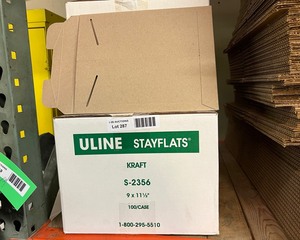 Lot 287
ULINE STAYFLATS®
KRAFT
S-2356
9 x 11½"
100/CASE
1-800-295-5510